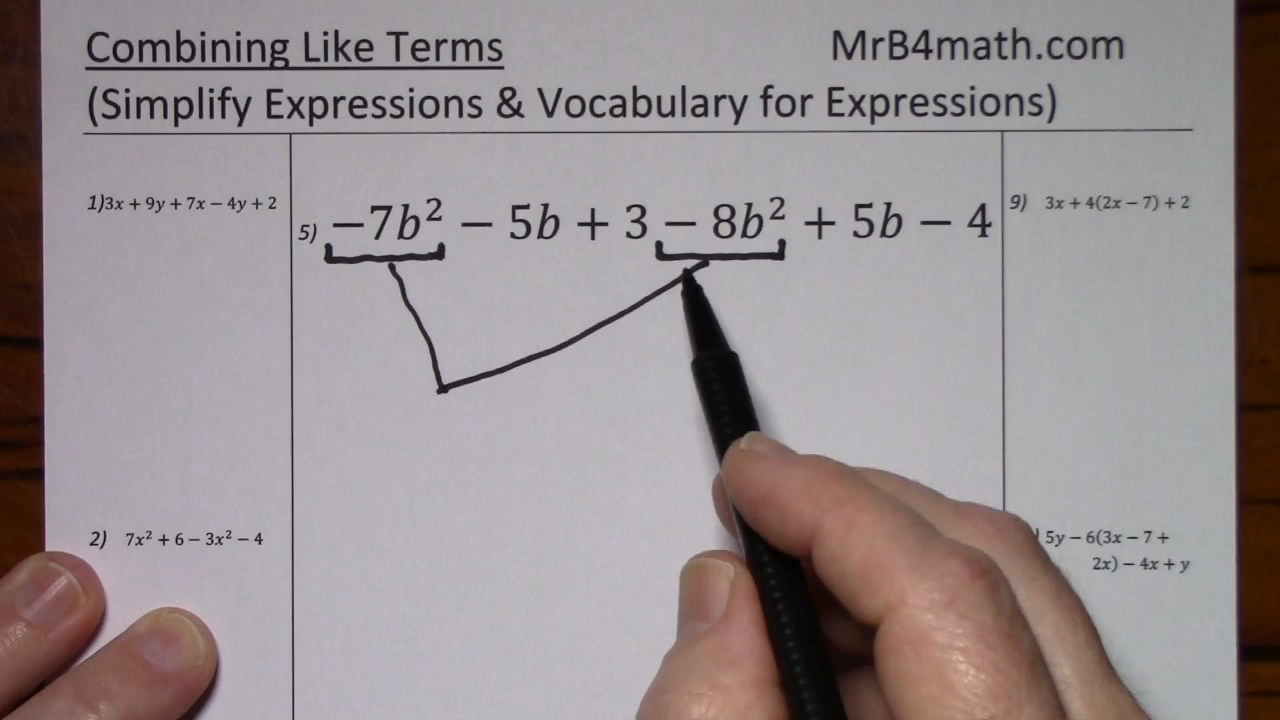 Combining Like Terms
MrB4math.com
(Simplify Expressions & Vocabulary for Expressions)
1) 3x + 9y + 7x − 4y + 2
5) −7b² − 5b + 3 − 8b² + 5b − 4
9) 3x + 4(2x − 7) + 2
2) 7x² + 6 − 3x² − 4
) 5y − 6(3x − 7 +
2x) − 4x + y